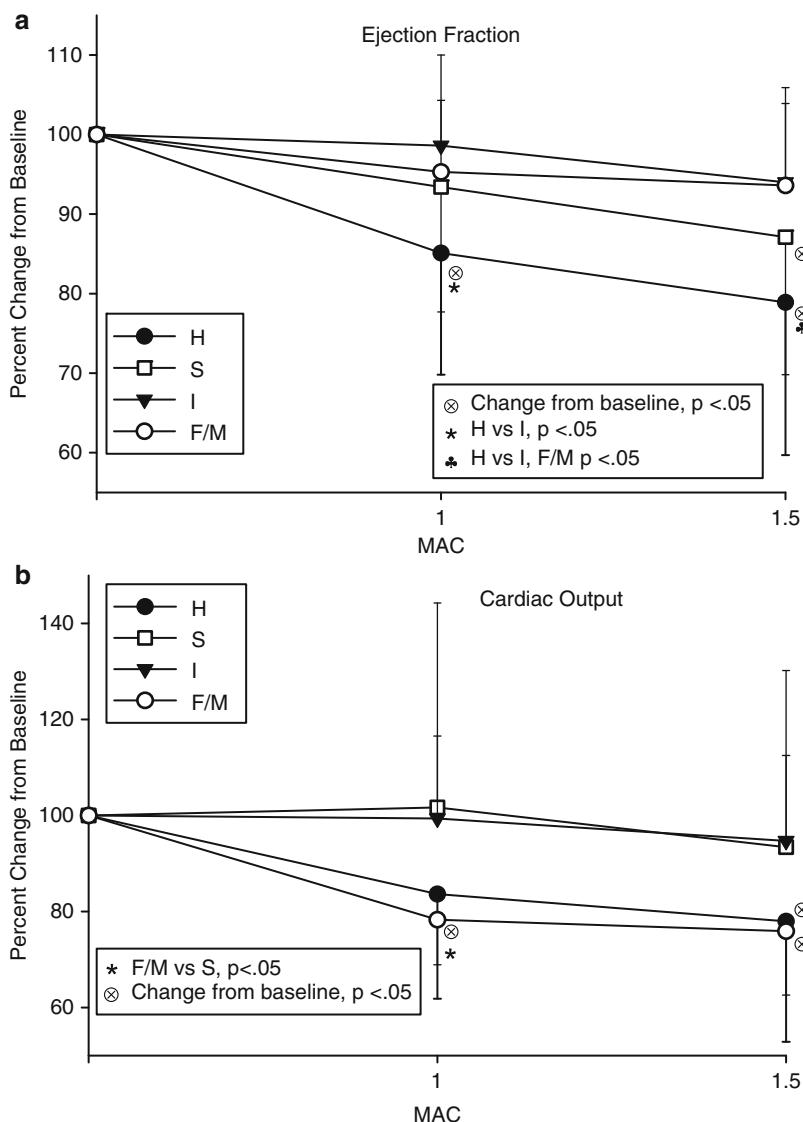 a
Ejection Fraction
Percent Change from Baseline
110
100
90
80
70
60
H
S
I
F/M
⊗ Change from baseline, p <.05
* H vs I, p <.05
♣ H vs I, F/M p <.05
⊗
*
⊗
⊗
♣
1
1.5
MAC
b
Cardiac Output
Percent Change from Baseline
140
120
100
80
60
H
S
I
F/M
* F/M vs S, p<.05
⊗ Change from baseline, p <.05
⊗
*
⊗
⊗
1
1.5
MAC